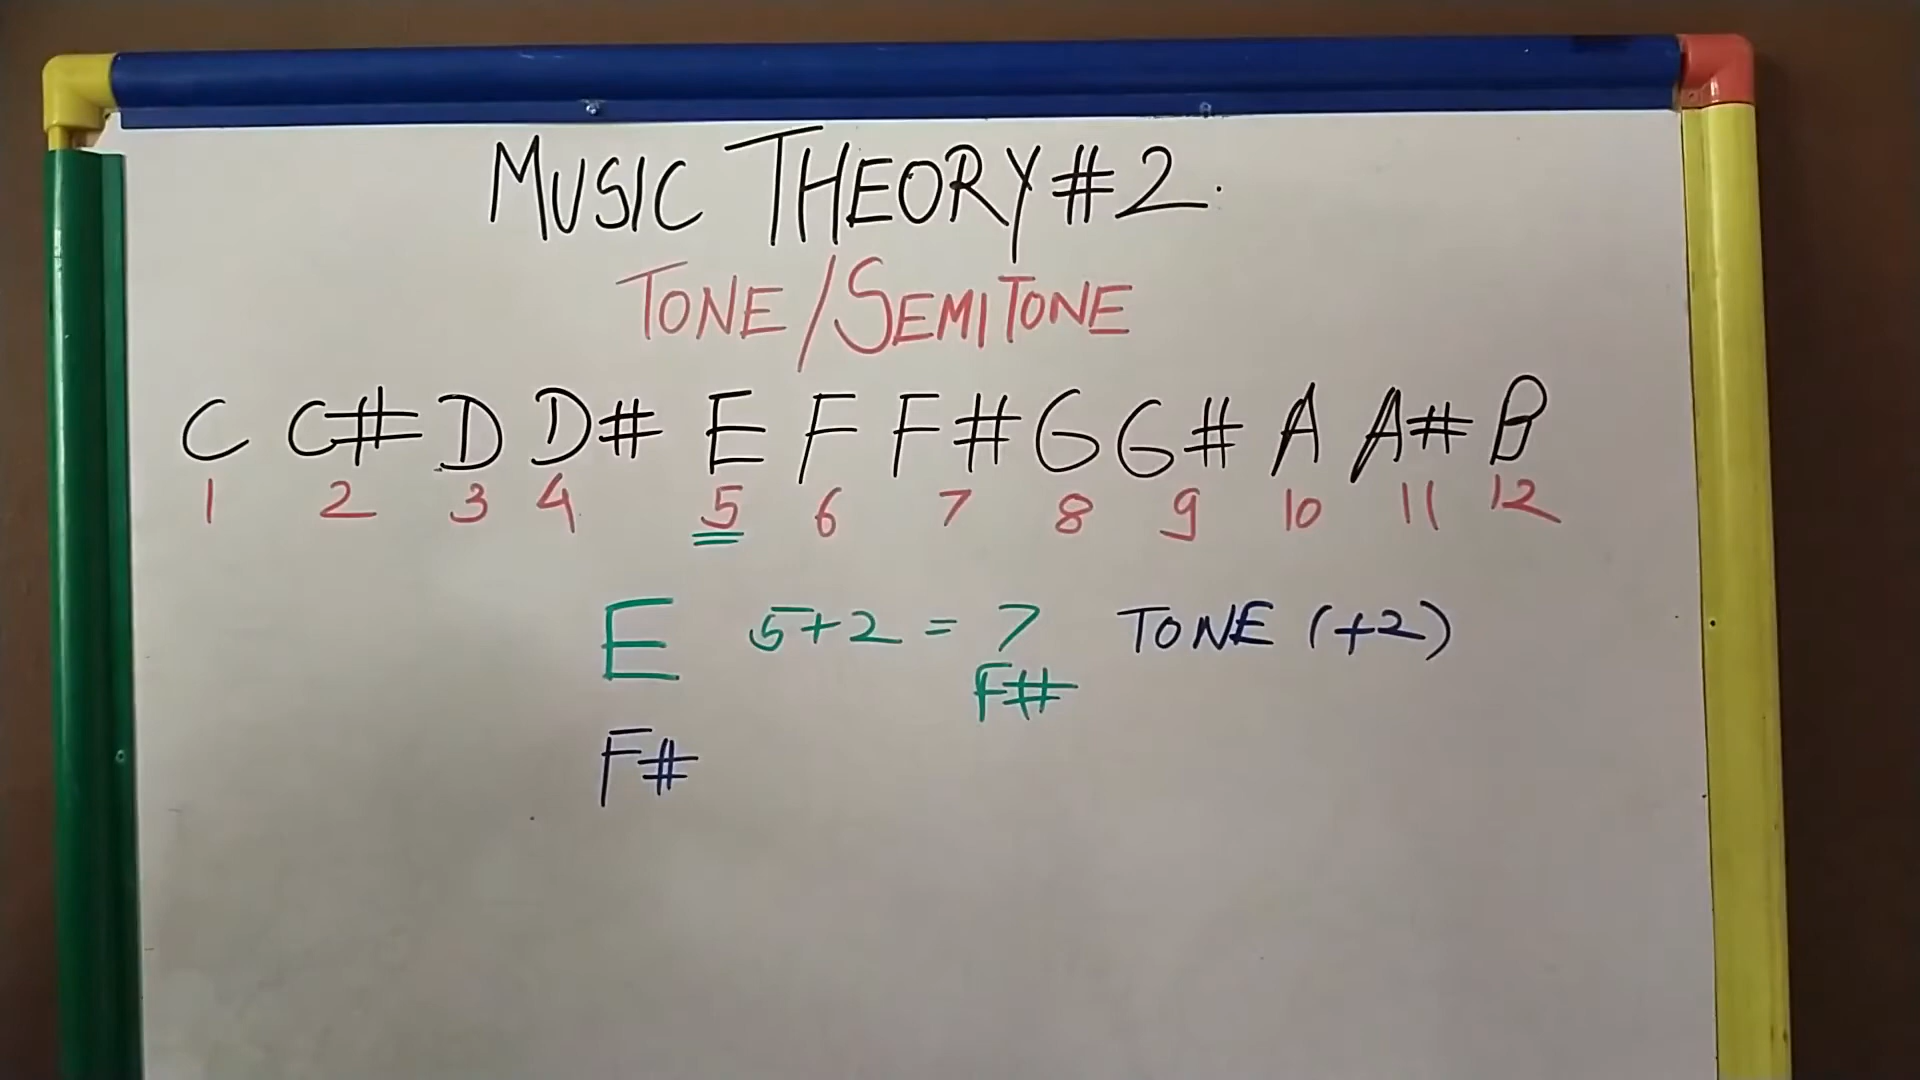 MUSIC THEORY #2.
TONE/SEMITONE
C C# D D# E F F# G G# A A# B
1 2 3 4 5 6 7 8 9 10 11 12
E 5+2 = 7 TONE (+2)
F#
F#